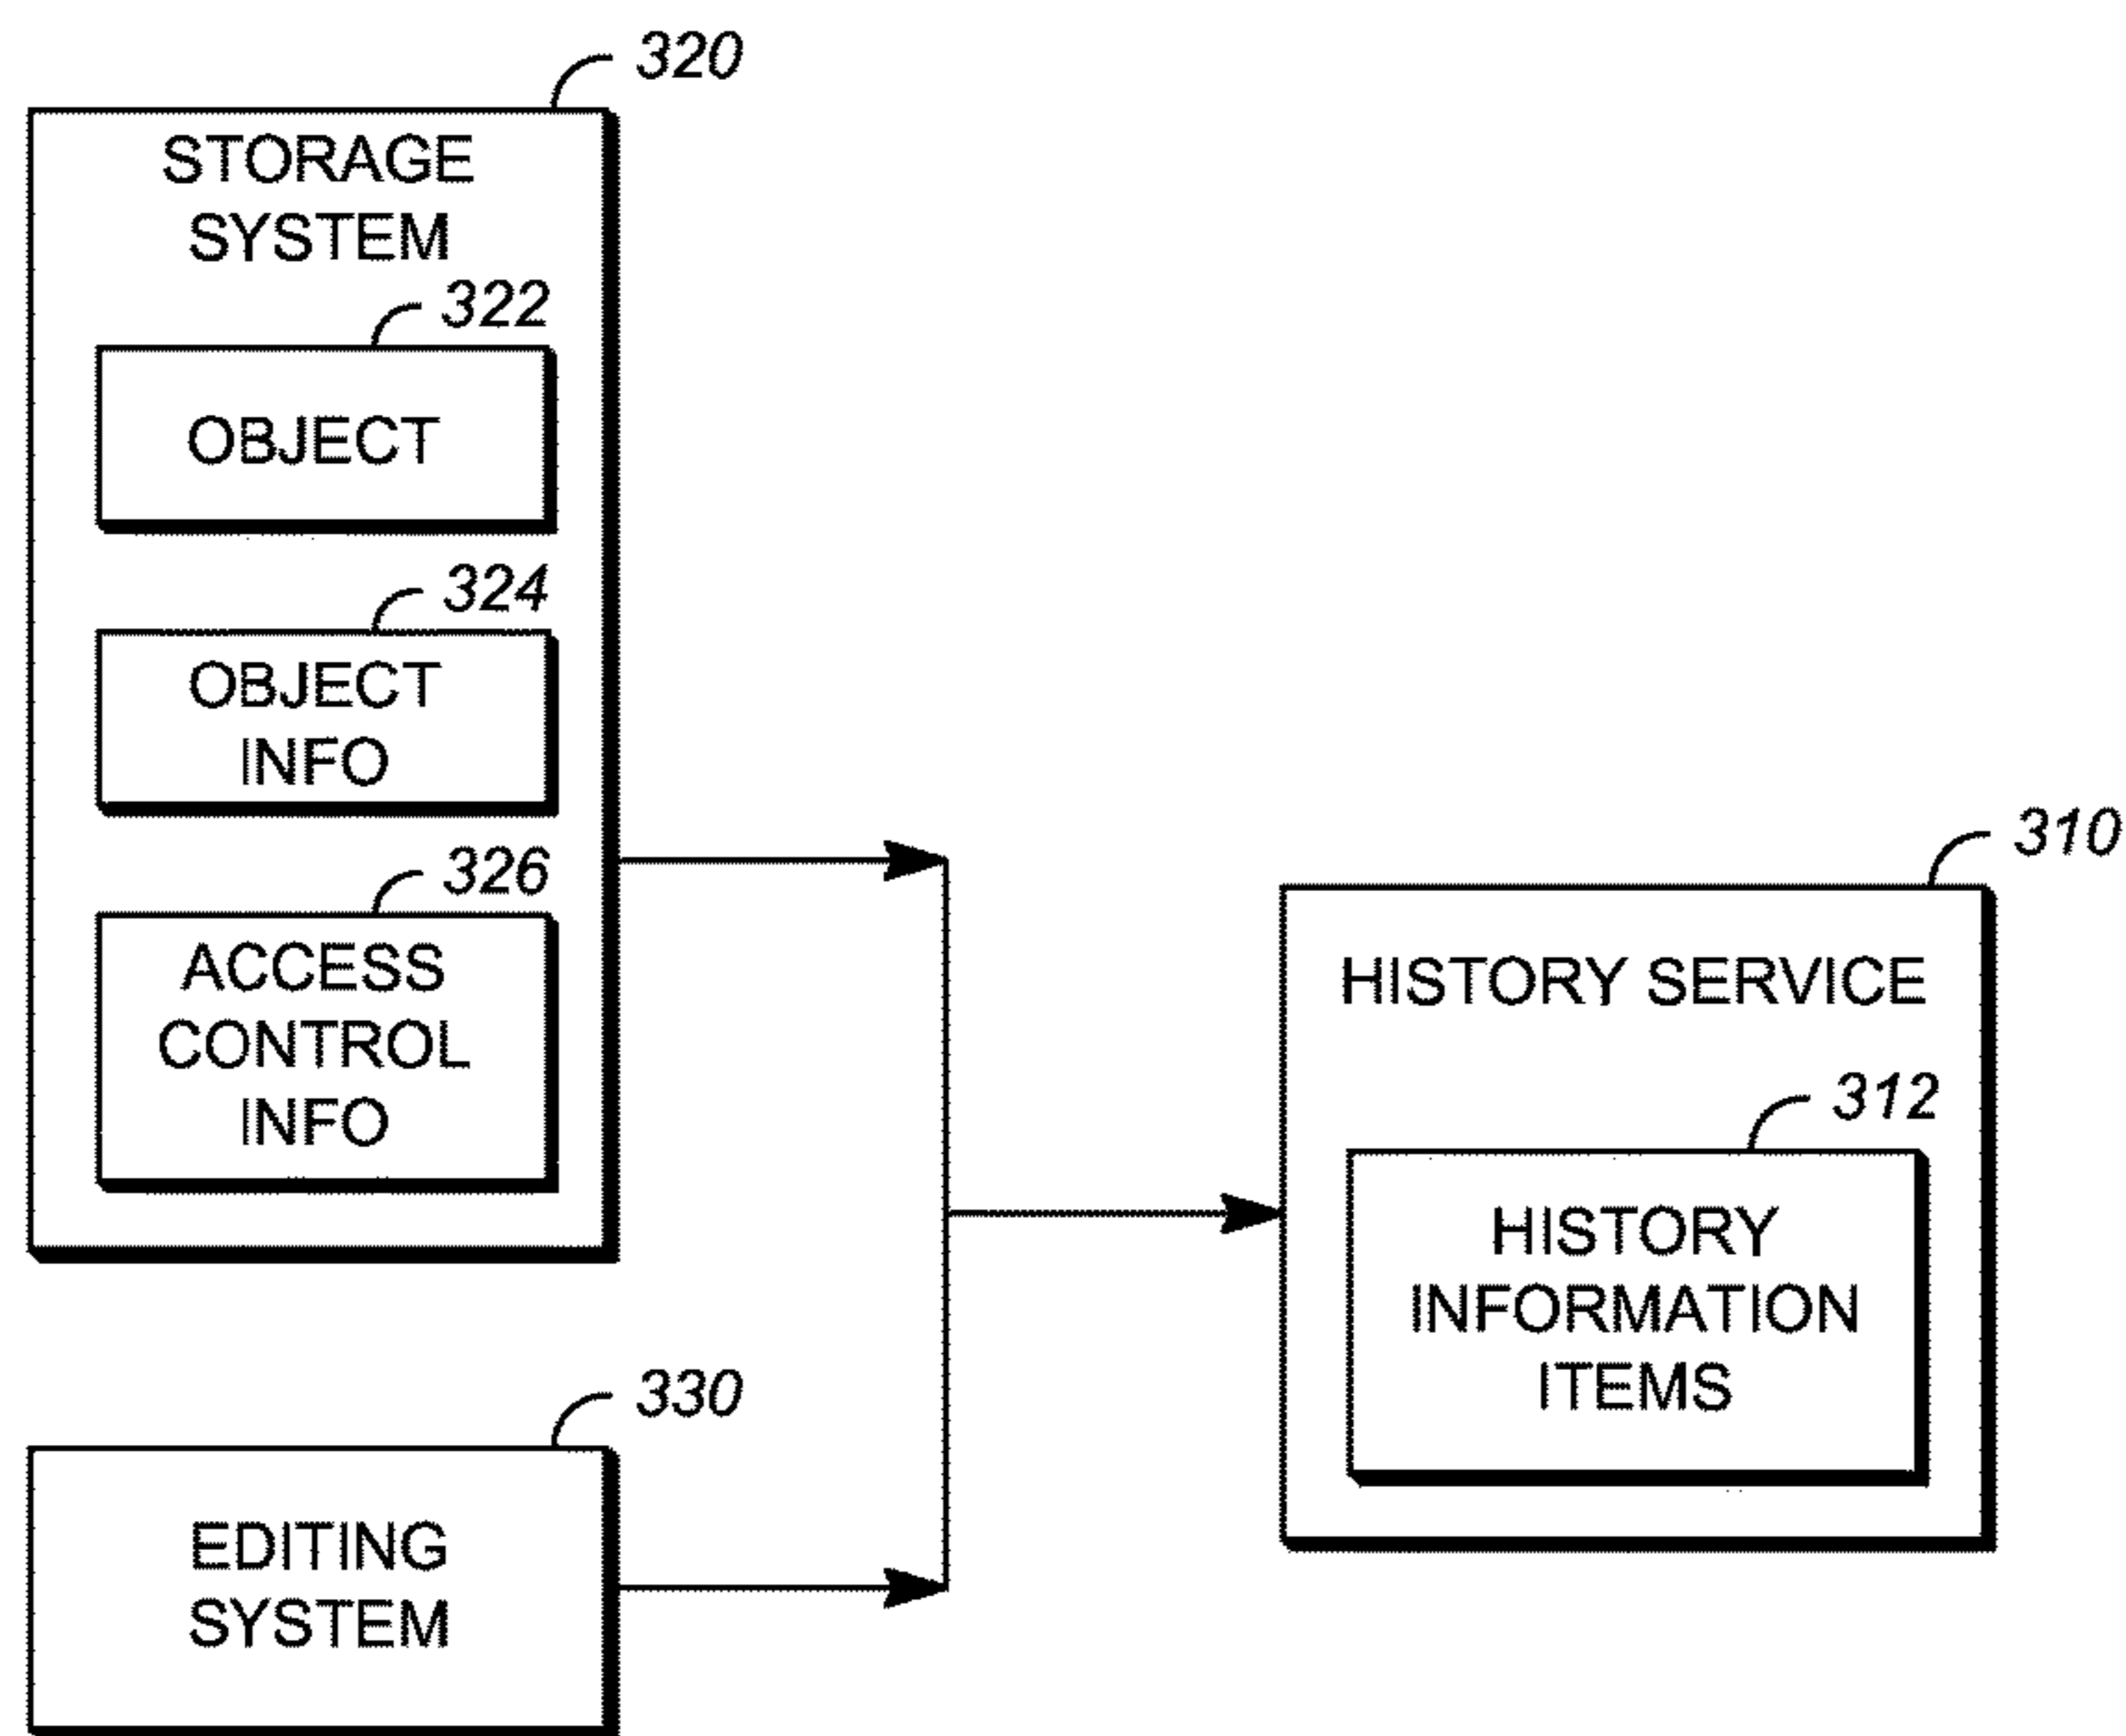 320
STORAGE
SYSTEM
322
OBJECT
324
OBJECT
INFO
326
ACCESS
CONTROL
INFO
330
EDITING
SYSTEM
310
HISTORY SERVICE
312
HISTORY
INFORMATION
ITEMS